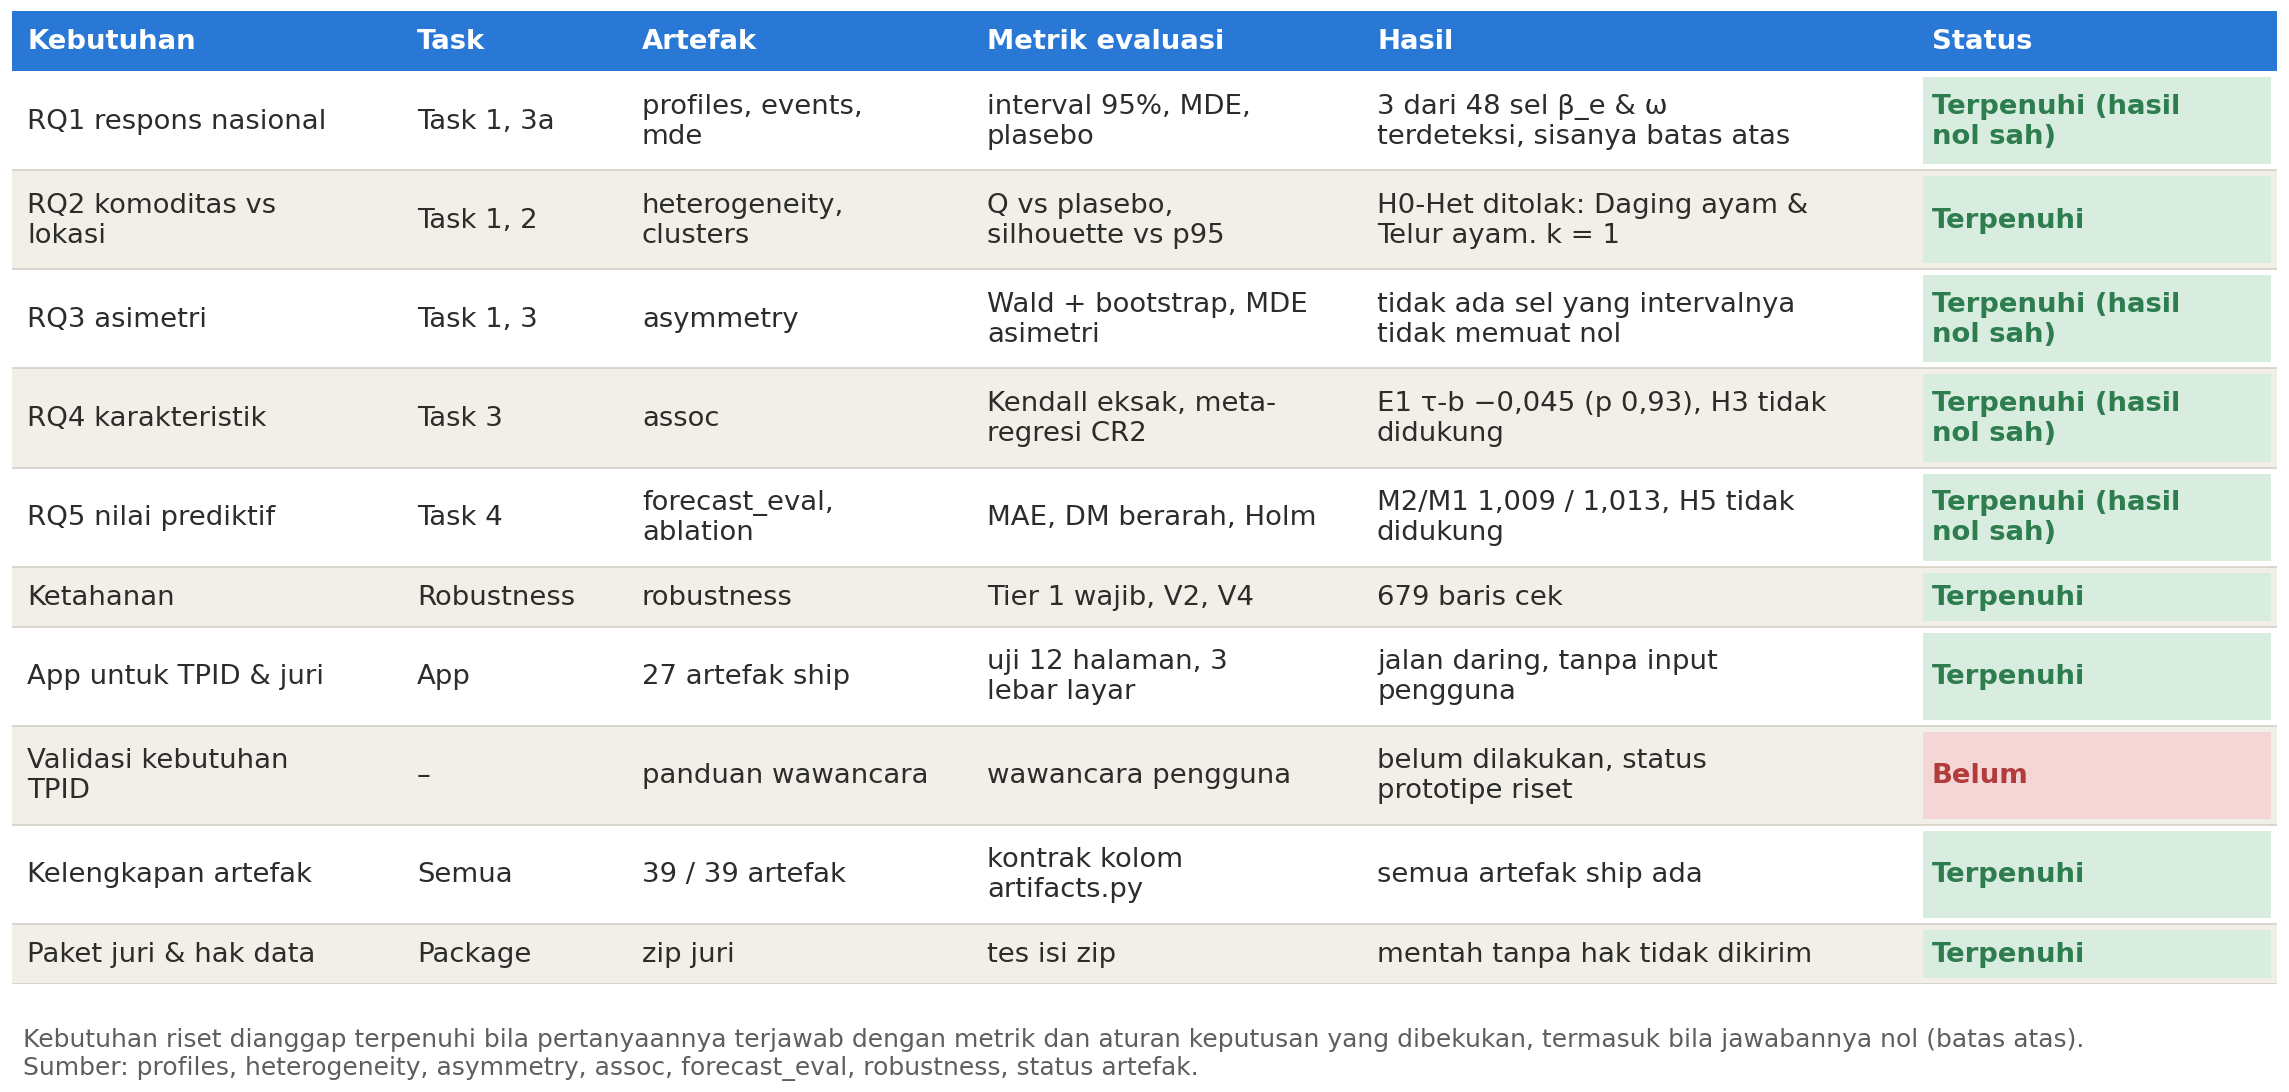 Kebutuhan Task Artefak Metrik evaluasi Hasil Status
RQ1 respons nasional
Task 1, 3a
profiles, events,
mde
interval 95%, MDE,
plasebo
3 dari 48 sel β_e & ω
terdeteksi, sisanya batas atas
Terpenuhi (hasil
nol sah)
RQ2 komoditas vs
lokasi
Task 1, 2
heterogeneity,
clusters
Q vs plasebo,
silhouette vs p95
H0-Het ditolak: Daging ayam &
Telur ayam. k = 1
Terpenuhi
RQ3 asimetri
Task 1, 3
asymmetry
Wald + bootstrap, MDE
asimetri
tidak ada sel yang intervalnya
tidak memuat nol
Terpenuhi (hasil
nol sah)
RQ4 karakteristik
Task 3
assoc
Kendall eksak, meta-
regresi CR2
E1 τ-b −0,045 (p 0,93), H3 tidak
didukung
Terpenuhi (hasil
nol sah)
RQ5 nilai prediktif
Task 4
forecast_eval,
ablation
MAE, DM berarah, Holm
M2/M1 1,009 / 1,013, H5 tidak
didukung
Terpenuhi (hasil
nol sah)
Ketahanan
Robustness
robustness
Tier 1 wajib, V2, V4
679 baris cek
Terpenuhi
App untuk TPID & juri
App
27 artefak ship
uji 12 halaman, 3
lebar layar
jalan daring, tanpa input
pengguna
Terpenuhi
Validasi kebutuhan
TPID
–
panduan wawancara
wawancara pengguna
belum dilakukan, status
prototipe riset
Belum
Kelengkapan artefak
Semua
39 / 39 artefak
kontrak kolom
artifacts.py
semua artefak ship ada
Terpenuhi
Paket juri & hak data
Package
zip juri
tes isi zip
mentah tanpa hak tidak dikirim
Terpenuhi
Kebutuhan riset dianggap terpenuhi bila pertanyaannya terjawab dengan metrik dan aturan keputusan yang dibekukan, termasuk bila jawabannya nol (batas atas).
Sumber: profiles, heterogeneity, asymmetry, assoc, forecast_eval, robustness, status artefak.